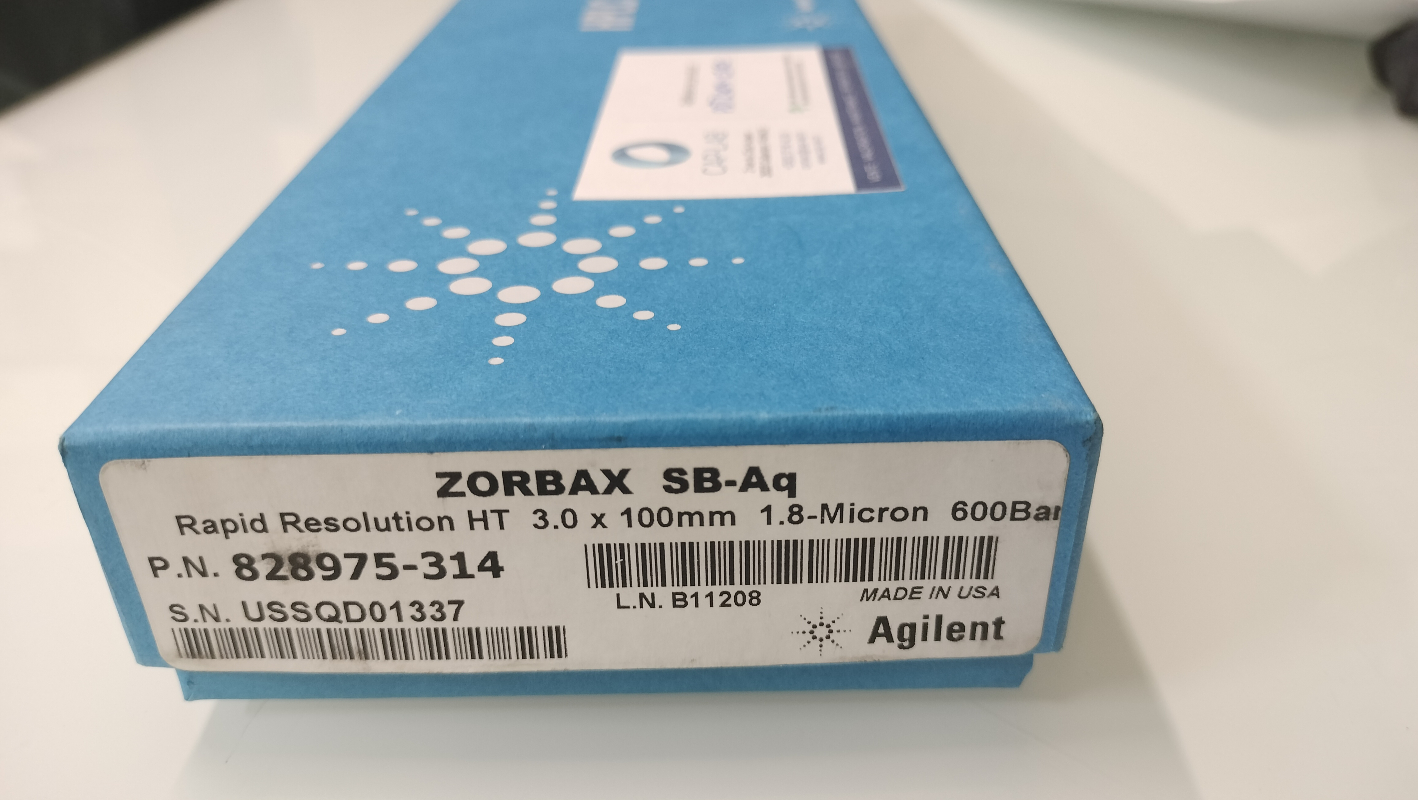 CAPLAB
ZORBAX SB-Aq
Rapid Resolution HT 3.0 x 100mm 1.8-Micron 600Bar
P.N. 828975-314
L.N. B11208
MADE IN USA
S.N. USSQD01337
Agilent